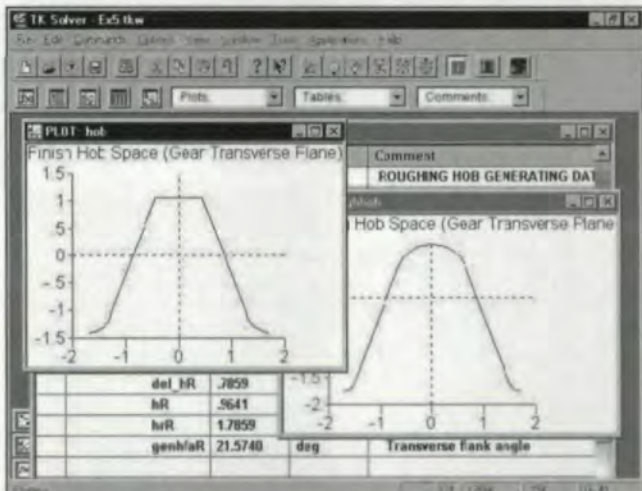 TK Solver - Ex5.tkw
Edit Commands Options View Window Tools Applications Help
Plots: Tables: Comments:
PLOT: hob
Finish Hob Space (Gear Transverse Plane)
1.5
1
.5
0
-.5
-1
-1.5
-2 -1 0 1 2
Comment
ROUGHING HOB GENERATING DAT
Hob Space (Gear Transverse Plane
-1.5
-2
-2 -1 0 1 2
del_hR .7859
hR .9641
hrR 1.7859
genhfaR 21.5740 deg Transverse flank angle